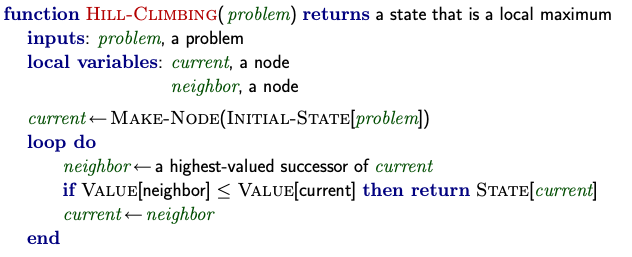 function HILL-CLIMBING( problem) returns a state that is a local maximum
inputs: problem, a problem
local variables: current, a node
neighbor, a node
current ← MAKE-NODE(INITIAL-STATE[problem])
loop do
neighbor ← a highest-valued successor of current
if VALUE[neighbor] ≤ VALUE[current] then return STATE[current]
current ← neighbor
end